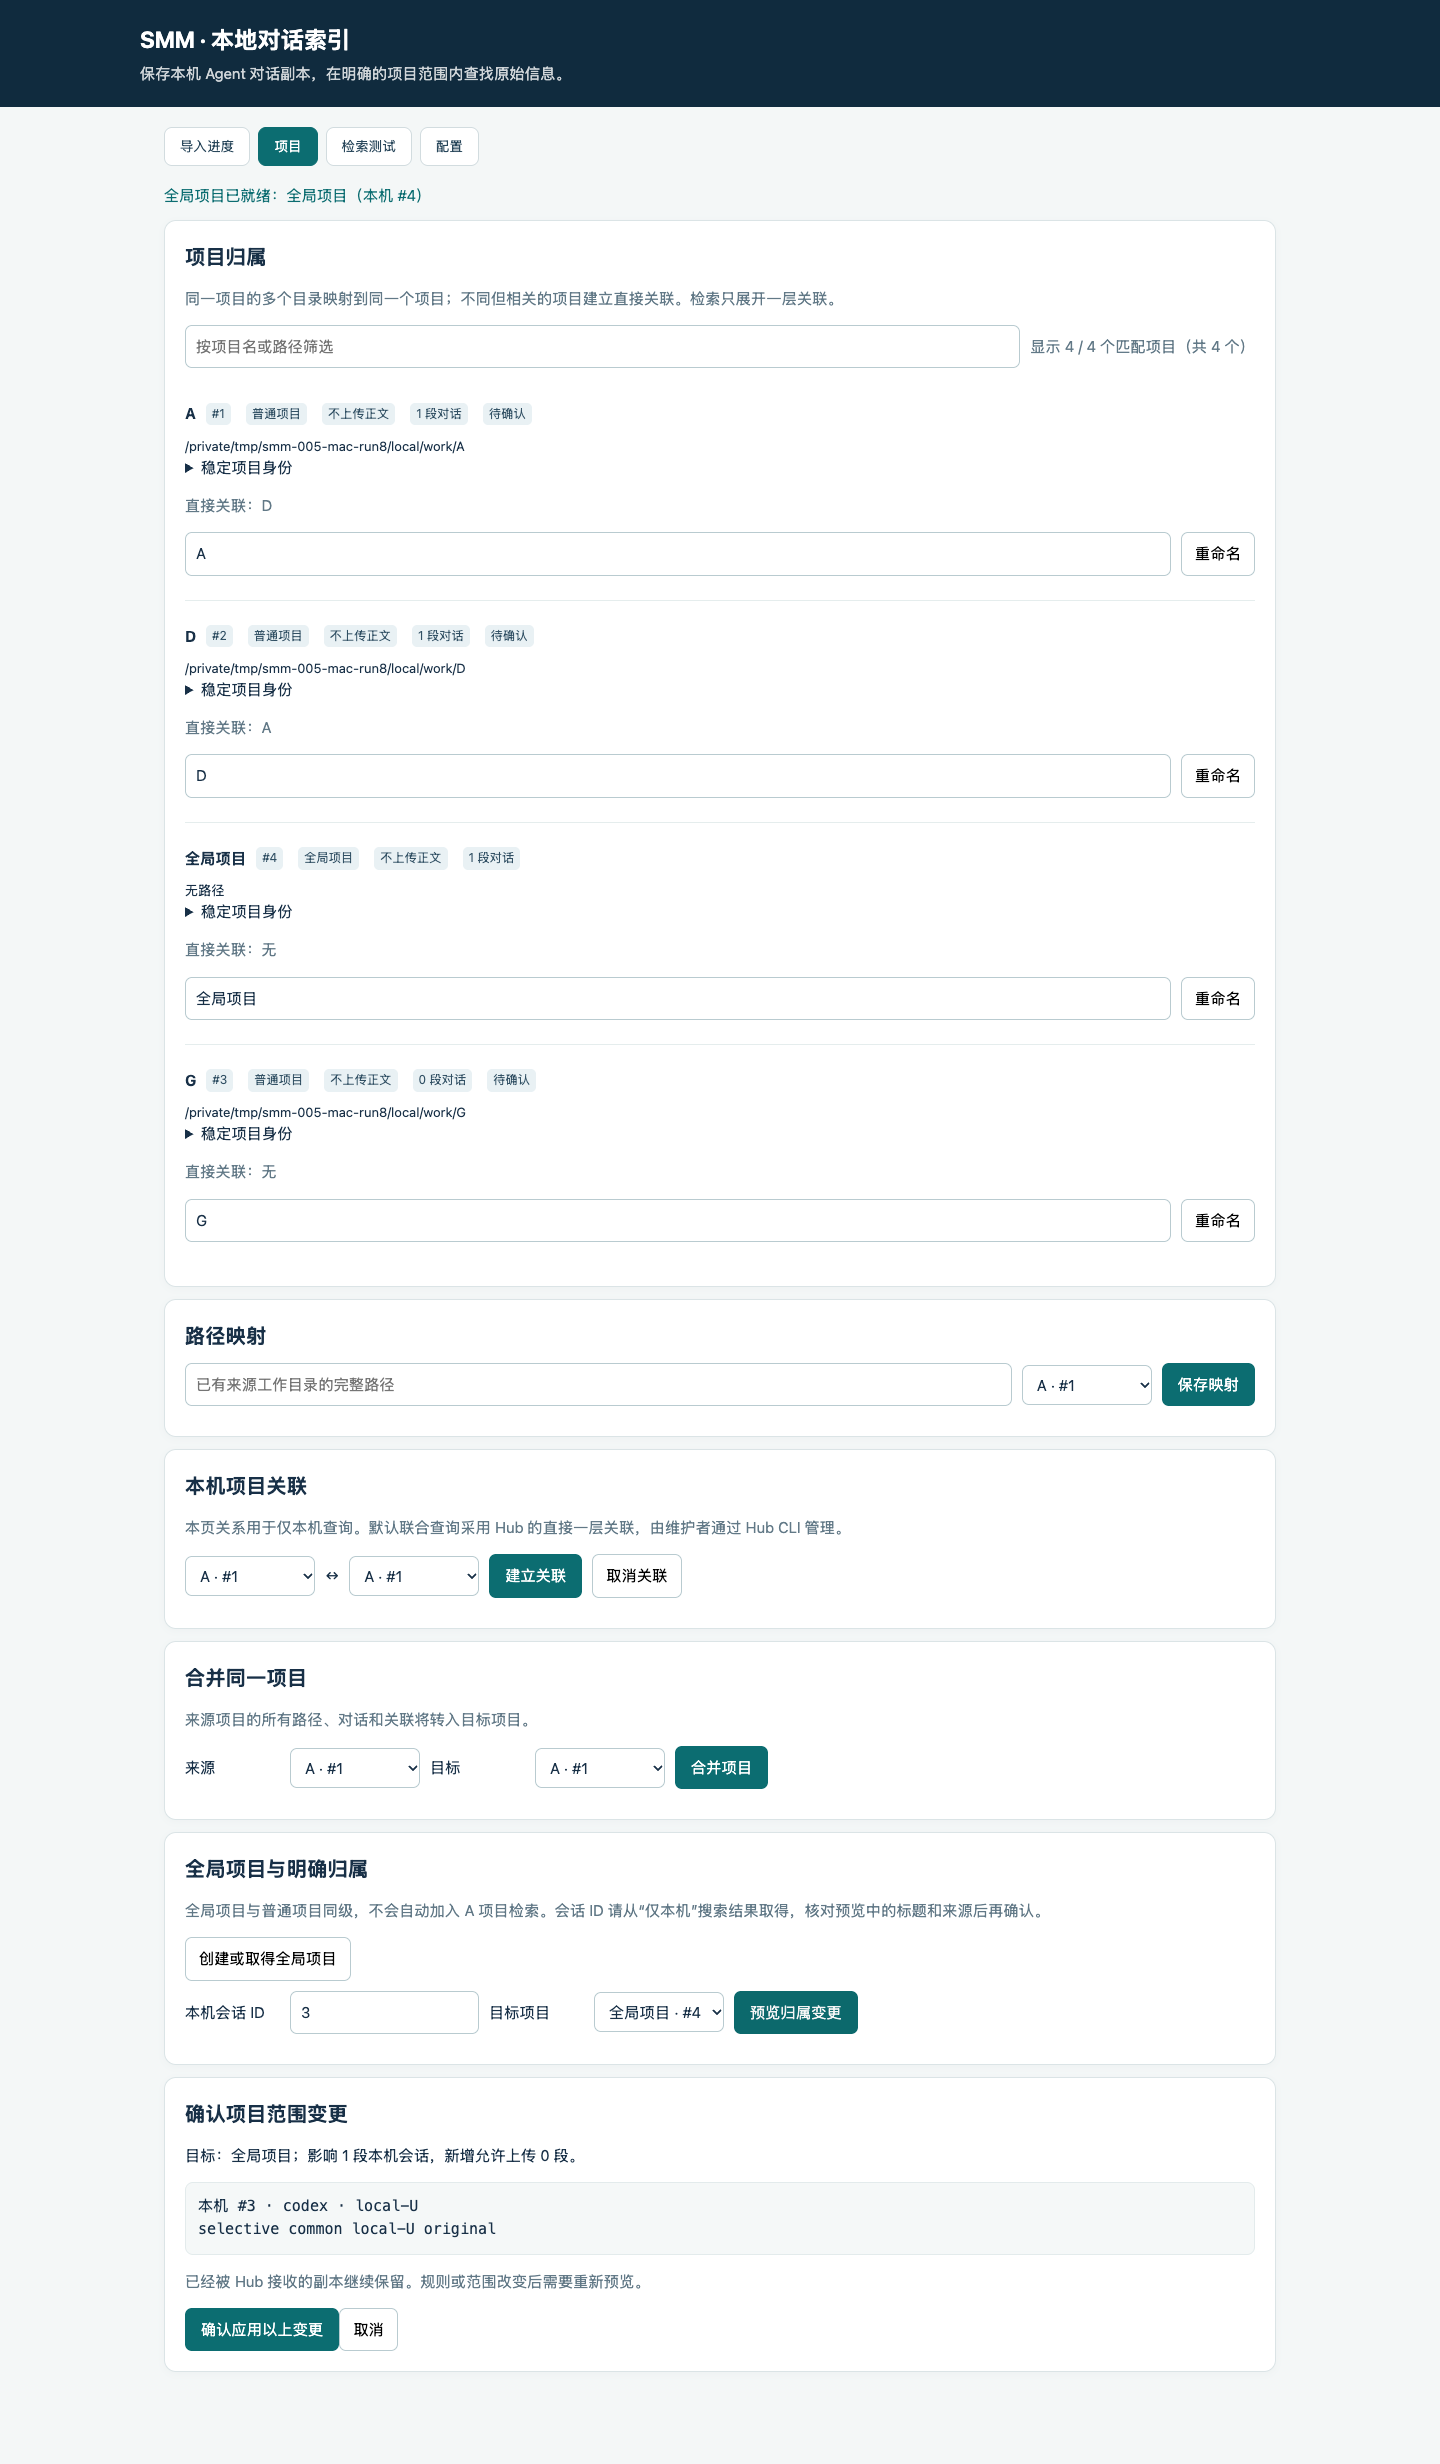 SMM · 本地对话索引
保存本机 Agent 对话副本，在明确的项目范围内查找原始信息。
导入进度 项目 检索测试 配置
全局项目已就绪：全局项目（本机 #4）
项目归属
同一项目的多个目录映射到同一个项目；不同但相关的项目建立直接关联。检索只展开一层关联。
按项目名或路径筛选 显示 4 / 4 个匹配项目（共 4 个）
A #1 普通项目 不上传正文 1 段对话 待确认
/private/tmp/smm-005-mac-run8/local/work/A
▶ 稳定项目身份
直接关联：D
A 重命名
D #2 普通项目 不上传正文 1 段对话 待确认
/private/tmp/smm-005-mac-run8/local/work/D
▶ 稳定项目身份
直接关联：A
D 重命名
全局项目 #4 全局项目 不上传正文 1 段对话
无路径
▶ 稳定项目身份
直接关联：无
全局项目 重命名
G #3 普通项目 不上传正文 0 段对话 待确认
/private/tmp/smm-005-mac-run8/local/work/G
▶ 稳定项目身份
直接关联：无
G 重命名
路径映射
已有来源工作目录的完整路径 A · #1 保存映射
本机项目关联
本页关系用于仅本机查询。默认联合查询采用 Hub 的直接一层关联，由维护者通过 Hub CLI 管理。
A · #1 ↔ A · #1 建立关联 取消关联
合并同一项目
来源项目的所有路径、对话和关联将转入目标项目。
来源 A · #1 目标 A · #1 合并项目
全局项目与明确归属
全局项目与普通项目同级，不会自动加入 A 项目检索。会话 ID 请从“仅本机”搜索结果取得，核对预览中的标题和来源后再确认。
创建或取得全局项目
本机会话 ID 3 目标项目 全局项目 · #4 预览归属变更
确认项目范围变更
目标：全局项目；影响 1 段本机会话，新增允许上传 0 段。
本机 #3 · codex · local-U
selective common local-U original
已经被 Hub 接收的副本继续保留。规则或范围改变后需要重新预览。
确认应用以上变更 取消